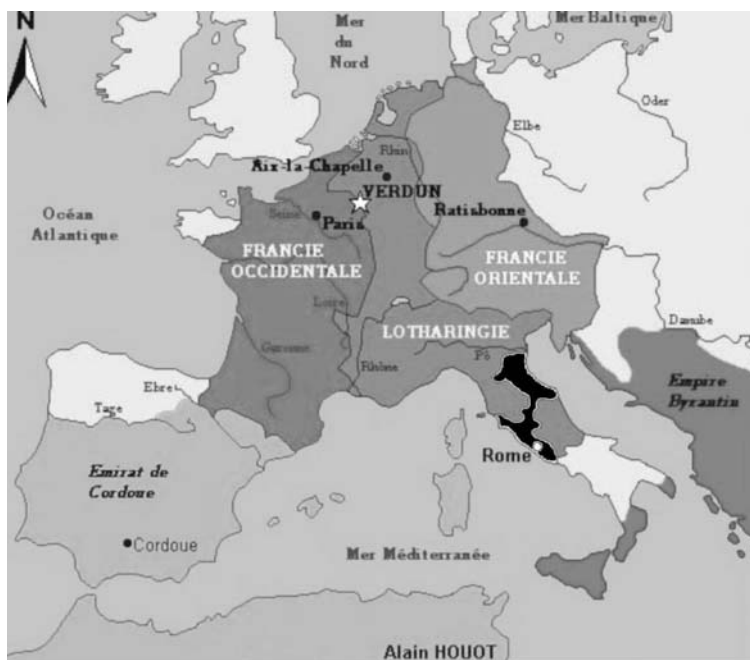 N
Mer
du
Nord
Mer Baltique
Oder
Elbe
Rhin
Aix-la-Chapelle
VERDUN
Océan
Atlantique
Seine
Paris
Ratisbonne
FRANCIE
OCCIDENTALE
FRANCIE
ORIENTALE
Loire
LOTHARINGIE
Danube
Garonne
Rhône
Pô
Ebre
Tage
Empire
Byrantin
Rome
Emirat de
Cordoue
Cordoue
Mer Méditerranée
Alain HOUOT